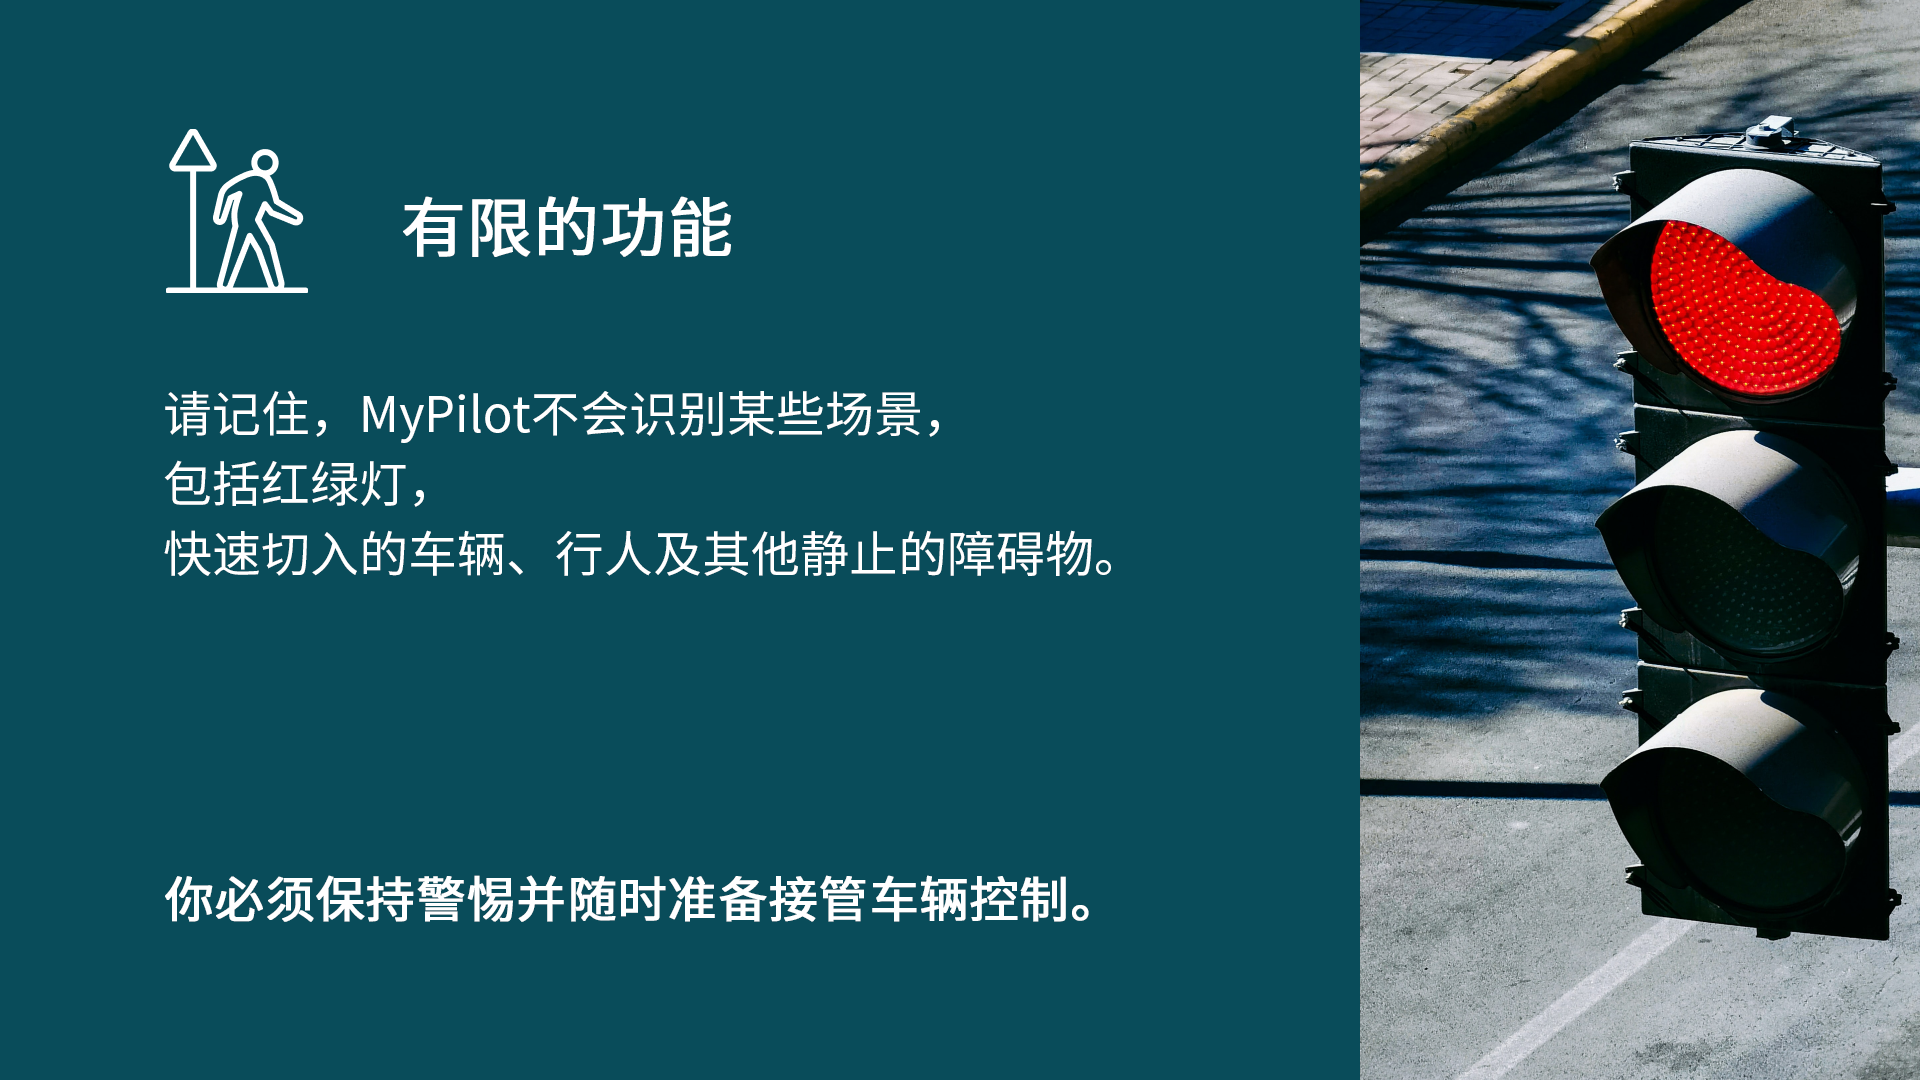 有限的功能
请记住，MyPilot不会识别某些场景，
包括红绿灯，
快速切入的车辆、行人及其他静止的障碍物。
你必须保持警惕并随时准备接管车辆控制。